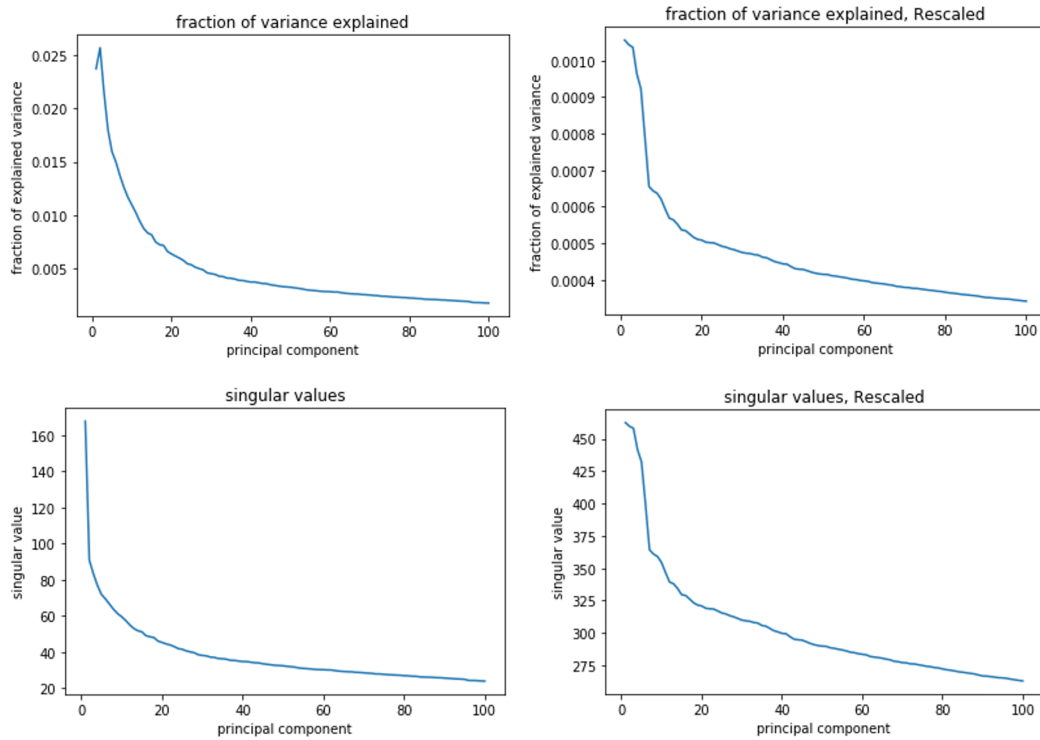 fraction of variance explained
fraction of explained variance
0.025
0.020
0.015
0.010
0.005
0 20 40 60 80 100
principal component
fraction of variance explained, Rescaled
fraction of explained variance
0.0010
0.0009
0.0008
0.0007
0.0006
0.0005
0.0004
0 20 40 60 80 100
principal component
singular values
singular value
160
140
120
100
80
60
40
20
0 20 40 60 80 100
principal component
singular values, Rescaled
singular value
450
425
400
375
350
325
300
275
0 20 40 60 80 100
principal component